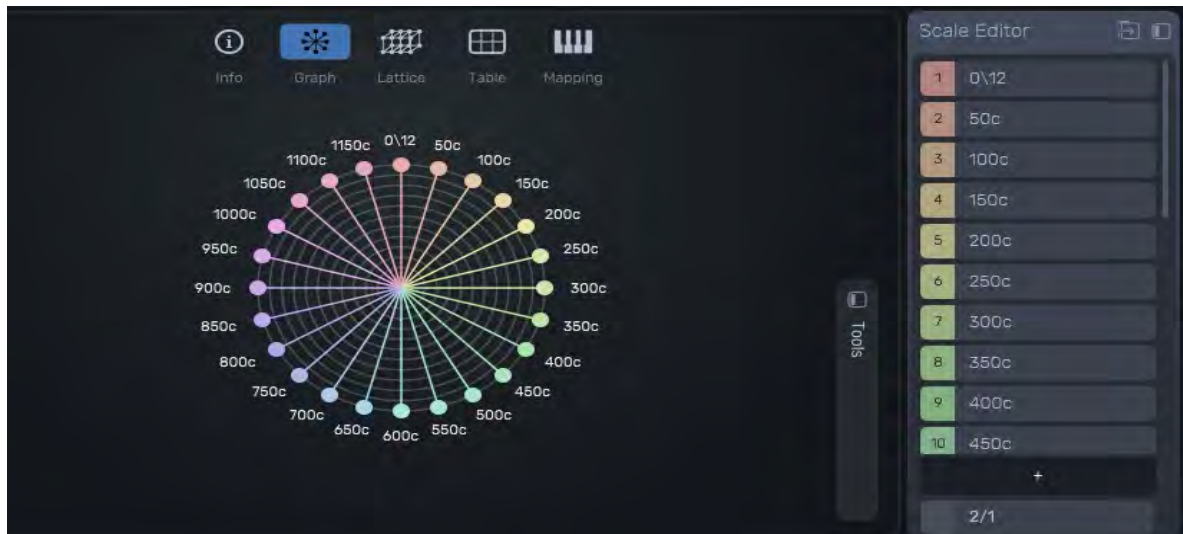 Info
Graph
Lattice
Table
Mapping
0\12
50c
100c
150c
200c
250c
300c
350c
400c
450c
500c
550c
600c
650c
700c
750c
800c
850c
900c
950c
1000c
1050c
1100c
1150c
Tools
Scale Editor
1 0\12
2 50c
3 100c
4 150c
5 200c
6 250c
7 300c
8 350c
9 400c
10 450c
+
2/1